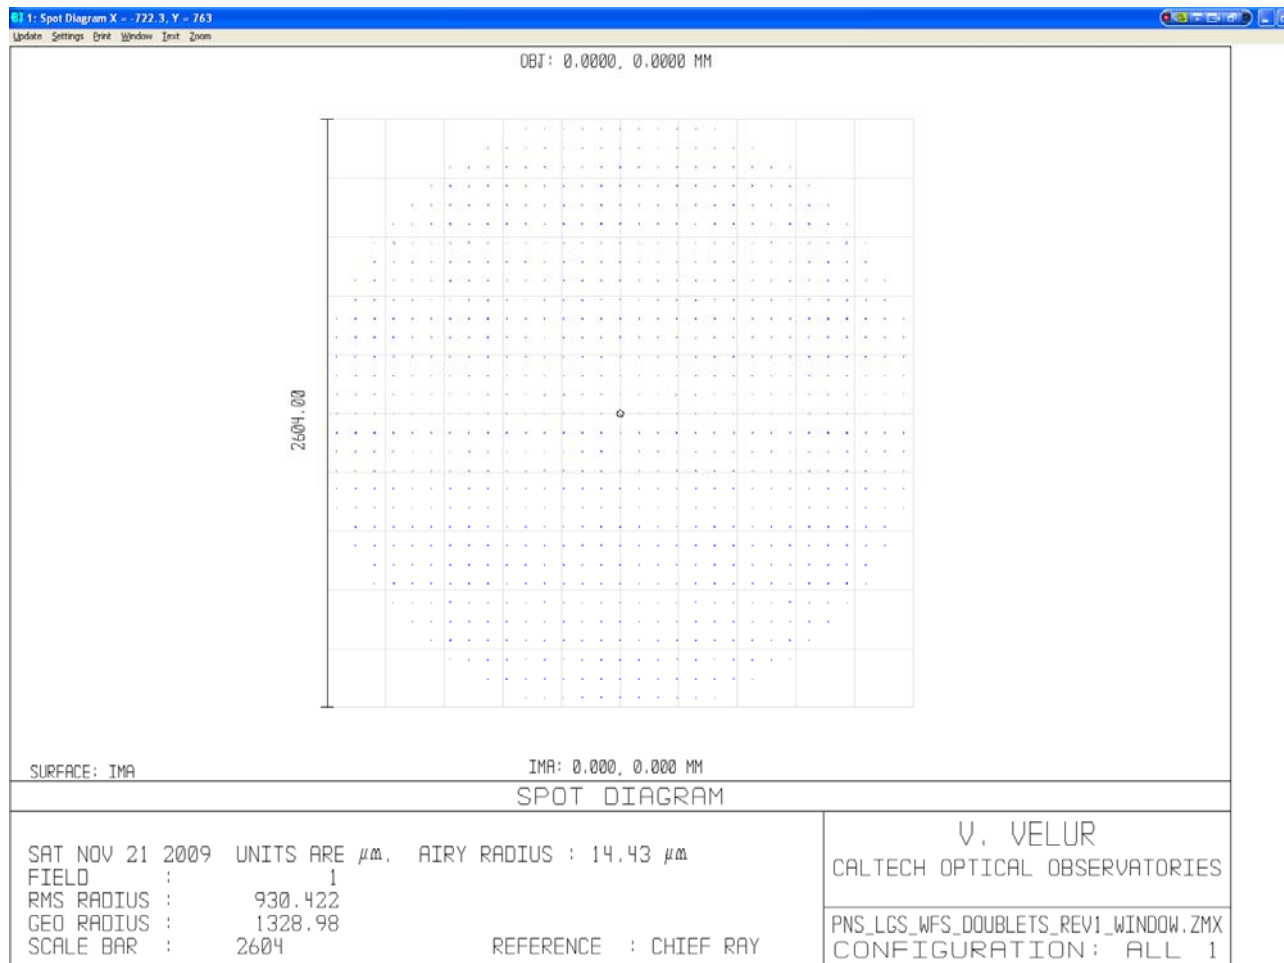 1: Spot Diagram X = -722.3, Y = 763
Update Settings Print Window Text Zoom
OBJ: 0.0000, 0.0000 MM
2604.00
SURFACE: IMA
IMA: 0.000, 0.000 MM
SPOT DIAGRAM
SAT NOV 21 2009 UNITS ARE µm. AIRY RADIUS : 14.43 µm
FIELD : 1
RMS RADIUS : 930.422
GEO RADIUS : 1328.98
SCALE BAR : 2604 REFERENCE : CHIEF RAY
V. VELUR
CALTECH OPTICAL OBSERVATORIES
PNS_LGS_WFS_DOUBLETS_REV1_WINDOW.ZMX
CONFIGURATION: ALL 1